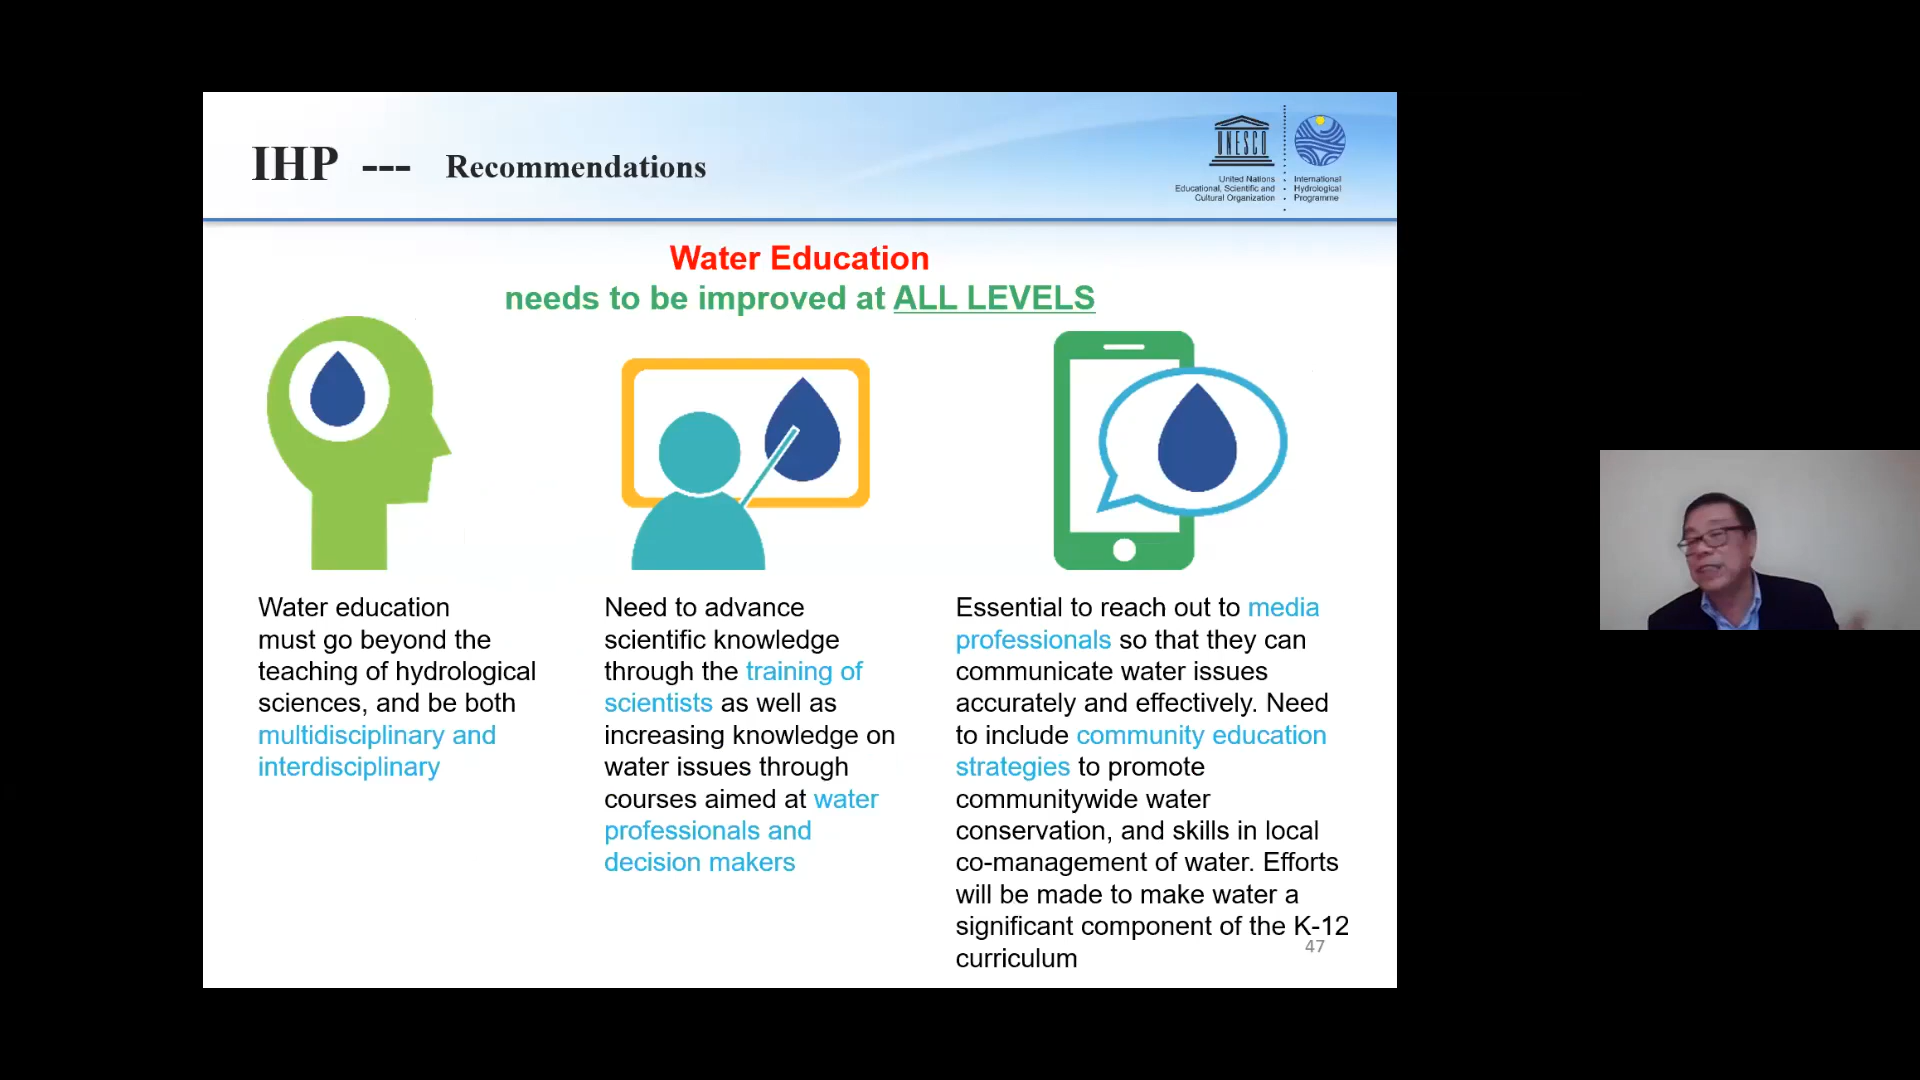 IHP --- Recommendations
UNESCO
United Nations
Educational, Scientific and
Cultural Organization
International
Hydrological
Programme
Water Education
needs to be improved at ALL LEVELS
Water education
must go beyond the
teaching of hydrological
sciences, and be both
multidisciplinary and
interdisciplinary
Need to advance
scientific knowledge
through the training of
scientists as well as
increasing knowledge on
water issues through
courses aimed at water
professionals and
decision makers
Essential to reach out to media
professionals so that they can
communicate water issues
accurately and effectively. Need
to include community education
strategies to promote
communitywide water
conservation, and skills in local
co-management of water. Efforts
will be made to make water a
significant component of the K-12
curriculum
47